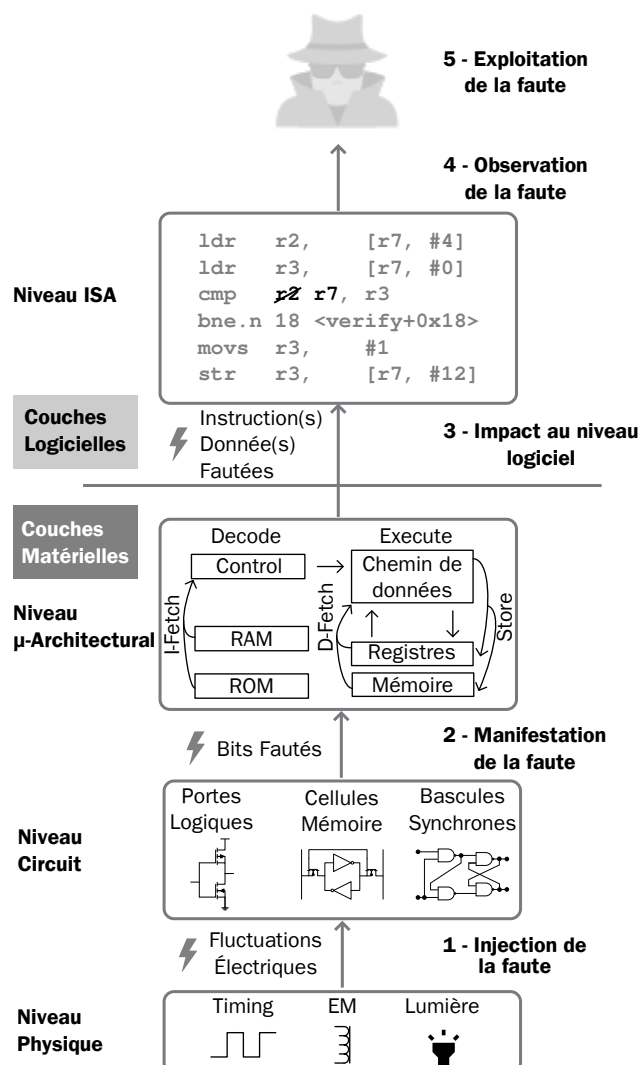 5 - Exploitation
de la faute
4 - Observation
de la faute
Niveau ISA
ldr r2, [r7, #4]
ldr r3, [r7, #0]
cmp r2 r7, r3
bne.n 18 <verify+0x18>
movs r3, #1
str r3, [r7, #12]
Couches
Logicielles
Instruction(s)
Donnée(s)
Fautées
3 - Impact au niveau
logiciel
Couches
Matérielles
Niveau
µ-Architectural
Decode
Execute
Control
Chemin de
données
I-Fetch
D-Fetch
Store
RAM
Registres
ROM
Mémoire
Bits Fautés
2 - Manifestation
de la faute
Niveau
Circuit
Portes
Logiques
Cellules
Mémoire
Bascules
Synchrones
Fluctuations
Électriques
1 - Injection de
la faute
Niveau
Physique
Timing
EM
Lumière